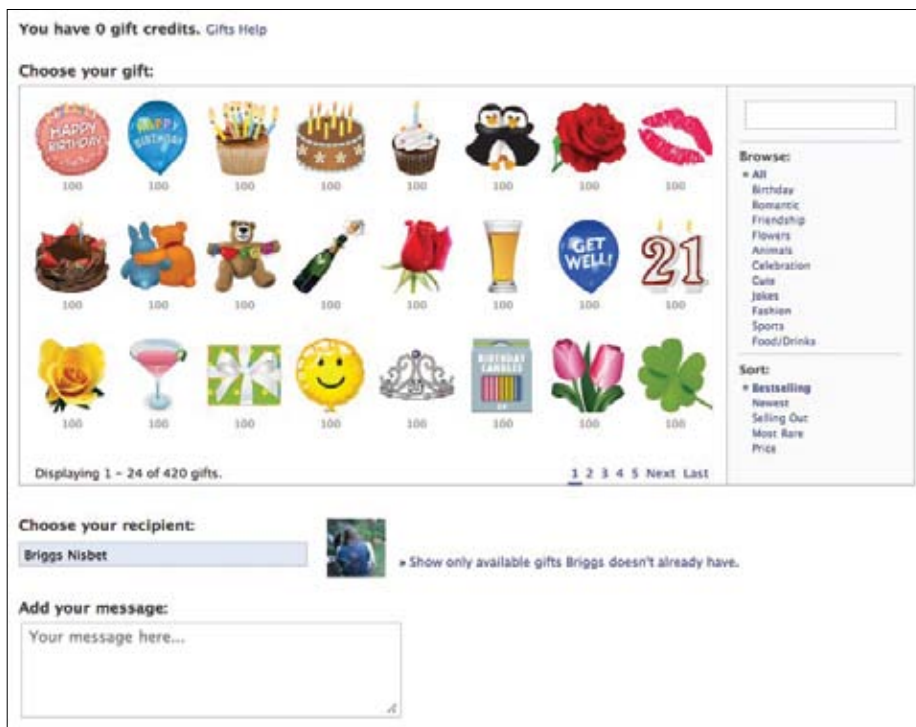 You have 0 gift credits. Gifts Help
Choose your gift:
HAPPY
BIRTHDAY
HAPPY
BIRTHDAY
100 100 100 100 100 100 100 100
GET
WELL!
21
100 100 100 100 100 100 100 100
BIRTHDAY
CANDLES
100 100 100 100 100 100 100 100
Displaying 1 – 24 of 420 gifts.
1 2 3 4 5 Next Last
Browse:
All
Birthday
Romantic
Friendship
Flowers
Animals
Celebration
Cute
Jokes
Fashion
Sports
Food/Drinks
Sort:
Bestselling
Newest
Selling Out
Most Rare
Price
Choose your recipient:
Briggs Nisbet
» Show only available gifts Briggs doesn't already have.
Add your message:
Your message here...